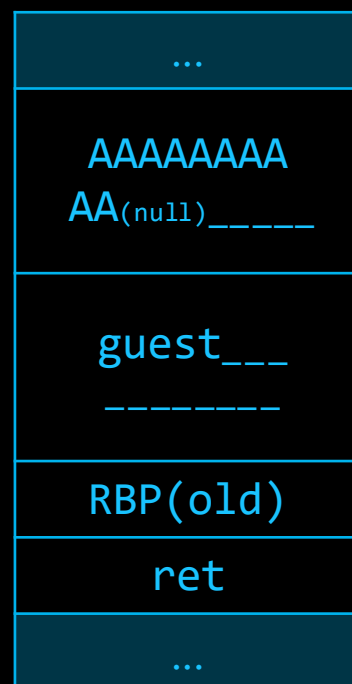 ...
AAAAAAAA
AA(null)_____
guest___
________
RBP(old)
ret
...